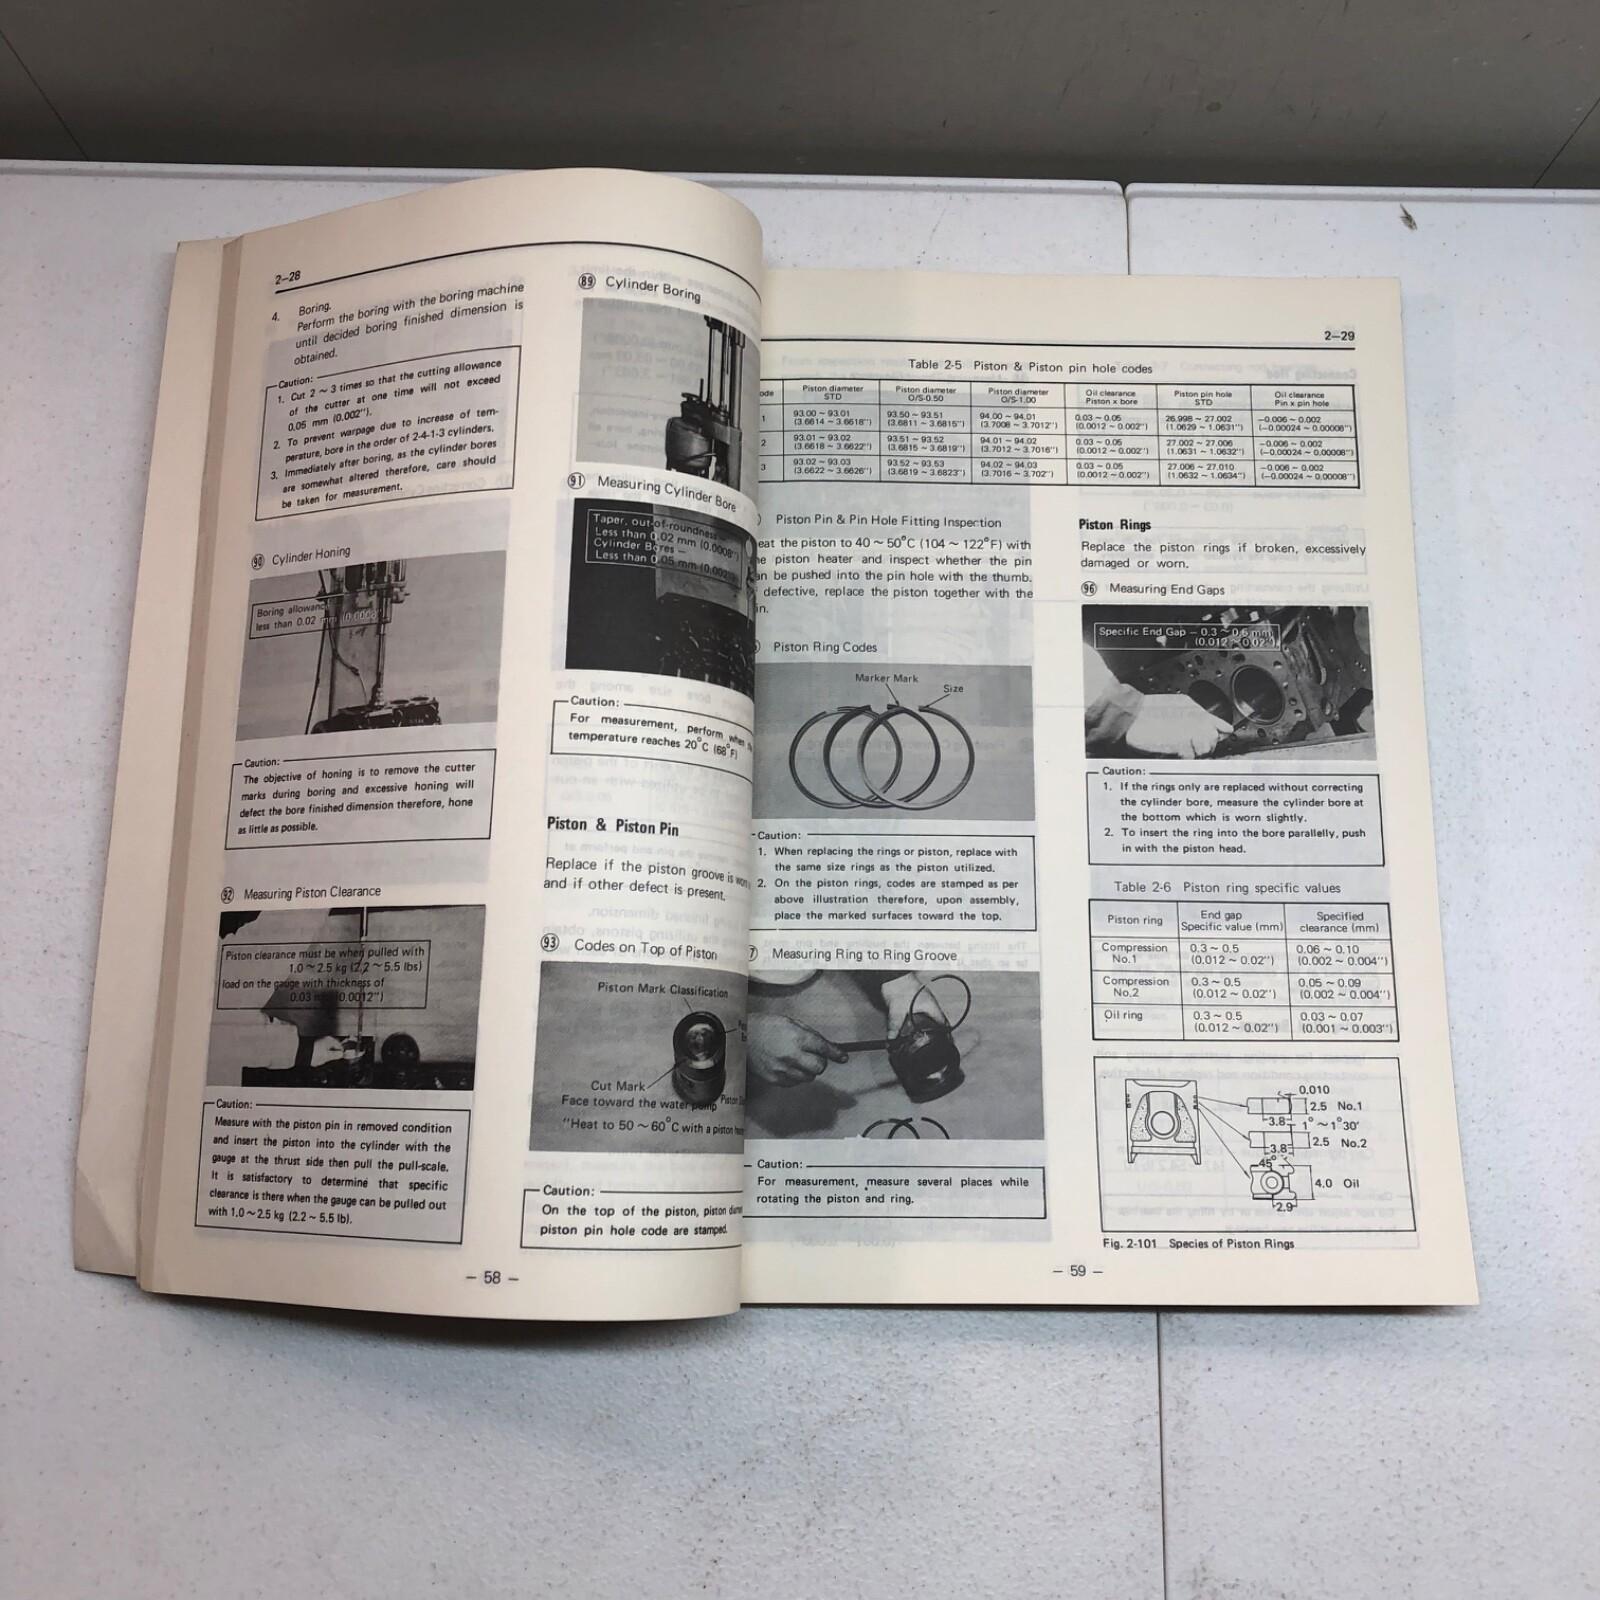 2—28
4. Boring.
Perform the boring with the boring machine
until decided boring finished dimension is
obtained.
Caution:
1. Cut 2 ~ 3 times so that the cutting allowance
of the cutter at one time will not exceed
0.05 mm (0.002").
2. To prevent warpage due to increase of tem-
perature, bore in the order of 2-4-1-3 cylinders.
3. Immediately after boring, as the cylinder bores
are somewhat altered therefore, care should
be taken for measurement.
90 Cylinder Honing
Boring allowance
less than 0.02 mm (0.0008")
Caution:
The objective of honing is to remove the cutter
marks during boring and excessive honing will
defect the bore finished dimension therefore, hone
as little as possible.
92 Measuring Piston Clearance
Piston clearance must be when pulled with
1.0 ~ 2.5 kg (2.2 ~ 5.5 lbs)
load on the gauge with thickness of
0.03 mm (0.0012")
Caution:
Measure with the piston pin in removed condition
and insert the piston into the cylinder with the
gauge at the thrust side then pull the pull-scale.
It is satisfactory to determine that specific
clearance is there when the gauge can be pulled out
with 1.0 ~ 2.5 kg (2.2 ~ 5.5 lb).
89 Cylinder Boring
91 Measuring Cylinder Bore
Taper, out-of-roundness —
Less than 0.02 mm (0.0008")
Cylinder Bores —
Less than 0.05 mm (0.002")
Caution:
For measurement, perform when
temperature reaches 20°C (68°F)
Piston & Piston Pin
Replace if the piston groove is worn
and if other defect is present.
93 Codes on Top of Piston
Piston Mark Classification
Cut Mark
Face toward the water pump
Piston
"Heat to 50 ~ 60°C with a piston
Caution:
On the top of the piston, piston
piston pin hole code are stamped.
— 58 —
2—29
Table 2-5 Piston & Piston pin hole codes
ode Piston diameter STD Piston diameter O/S-0.50 Piston diameter O/S-1.00 Oil clearance Piston x bore Piston pin hole STD Oil clearance Pin x pin hole
1 93.00 ~ 93.01 93.50 ~ 93.51 94.00 ~ 94.01 0.03 ~ 0.05 26.998 ~ 27.002 -0.006 ~ 0.002
(3.6614 ~ 3.6618") (3.6811 ~ 3.6815") (3.7008 ~ 3.7012") (0.0012 ~ 0.002") (1.0629 ~ 1.0631") (-0.00024 ~ 0.00008")
2 93.01 ~ 93.02 93.51 ~ 93.52 94.01 ~ 94.02 0.03 ~ 0.05 27.002 ~ 27.006 -0.006 ~ 0.002
(3.6618 ~ 3.6622") (3.6815 ~ 3.6819") (3.7012 ~ 3.7016") (0.0012 ~ 0.002") (1.0631 ~ 1.0632") (-0.00024 ~ 0.00008")
3 93.02 ~ 93.03 93.52 ~ 93.53 94.02 ~ 94.03 0.03 ~ 0.05 27.006 ~ 27.010 -0.006 ~ 0.002
(3.6622 ~ 3.6626") (3.6819 ~ 3.6823") (3.7016 ~ 3.702") (0.0012 ~ 0.002") (1.0632 ~ 1.0634") (-0.00024 ~ 0.00008")
Piston Pin & Pin Hole Fitting Inspection
eat the piston to 40 ~ 50°C (104 ~ 122°F) with
e piston heater and inspect whether the pin
an be pushed into the pin hole with the thumb.
defective, replace the piston together with the
in.
Piston Ring Codes
Marker Mark
Size
Caution:
1. When replacing the rings or piston, replace with
the same size rings as the piston utilized.
2. On the piston rings, codes are stamped as per
above illustration therefore, upon assembly,
place the marked surfaces toward the top.
7 Measuring Ring to Ring Groove
Caution:
For measurement, measure several places while
rotating the piston and ring.
Piston Rings
Replace the piston rings if broken, excessively
damaged or worn.
96 Measuring End Gaps
Specific End Gap — 0.3 ~ 0.5 mm
(0.012 ~ 0.02")
Caution:
1. If the rings only are replaced without correcting
the cylinder bore, measure the cylinder bore at
the bottom which is worn slightly.
2. To insert the ring into the bore parallelly, push
in with the piston head.
Table 2-6 Piston ring specific values
Piston ring End gap Specific value (mm) Specified clearance (mm)
Compression No.1 0.3 ~ 0.5 (0.012 ~ 0.02") 0.06 ~ 0.10 (0.002 ~ 0.004")
Compression No.2 0.3 ~ 0.5 (0.012 ~ 0.02") 0.05 ~ 0.09 (0.002 ~ 0.004")
Oil ring 0.3 ~ 0.5 (0.012 ~ 0.02") 0.03 ~ 0.07 (0.001 ~ 0.003")
0.010
2.5 No.1
3.8 1° ~ 1°30'
2.5 No.2
3.8
45°
4.0 Oil
2.9
Fig. 2-101 Species of Piston Rings
— 59 —